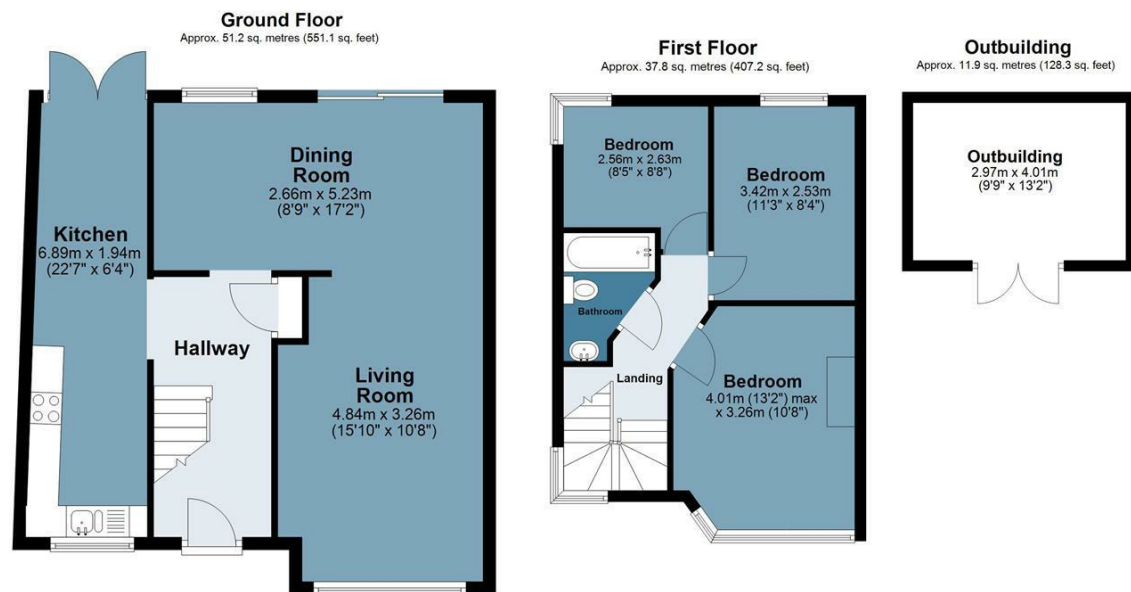 Ground Floor
Approx. 51.2 sq. metres (551.1 sq. feet)
Dining
Room
2.66m x 5.23m
(8'9" x 17'2")
Kitchen
6.89m x 1.94m
(22'7" x 6'4")
Hallway
Living
Room
4.84m x 3.26m
(15'10" x 10'8")
First Floor
Approx. 37.8 sq. metres (407.2 sq. feet)
Bedroom
2.56m x 2.63m
(8'5" x 8'8")
Bedroom
3.42m x 2.53m
(11'3" x 8'4")
Bathroom
Landing
Bedroom
4.01m (13'2") max
x 3.26m (10'8")
Outbuilding
Approx. 11.9 sq. metres (128.3 sq. feet)
Outbuilding
2.97m x 4.01m
(9'9" x 13'2")